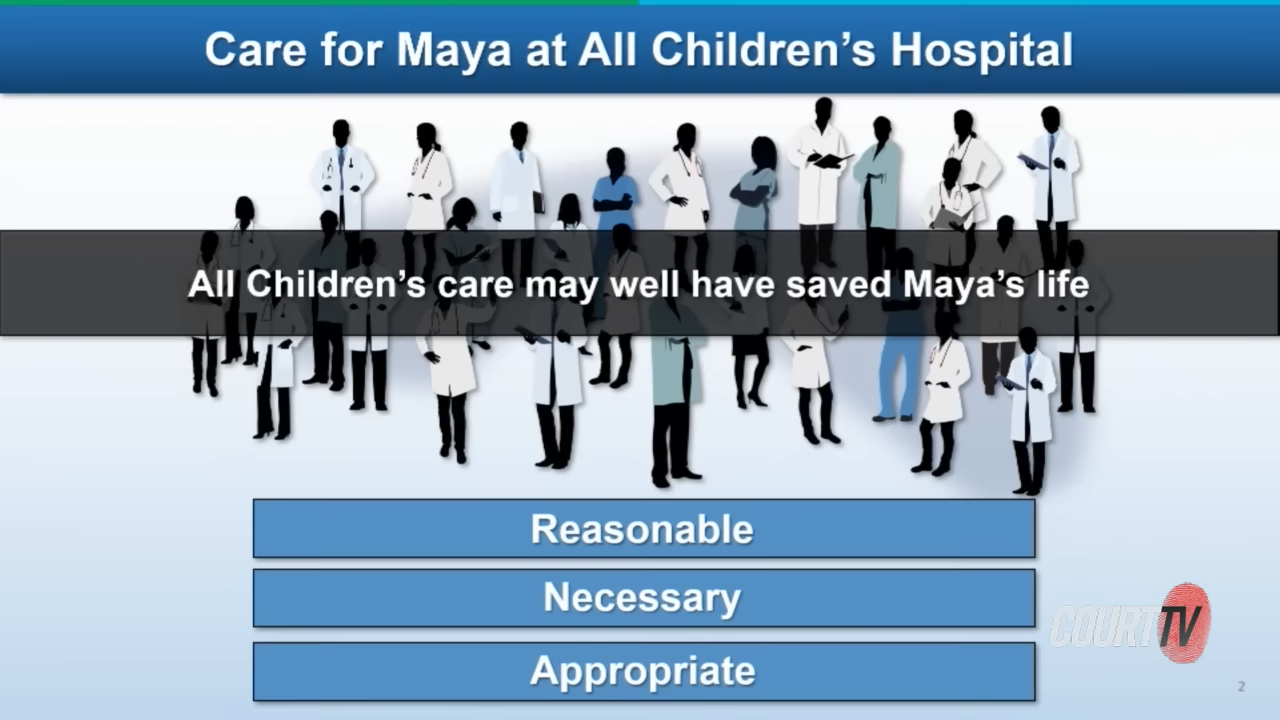 Care for Maya at All Children’s Hospital
All Children’s care may well have saved Maya’s life
Reasonable
Necessary
Appropriate
COURT TV
2